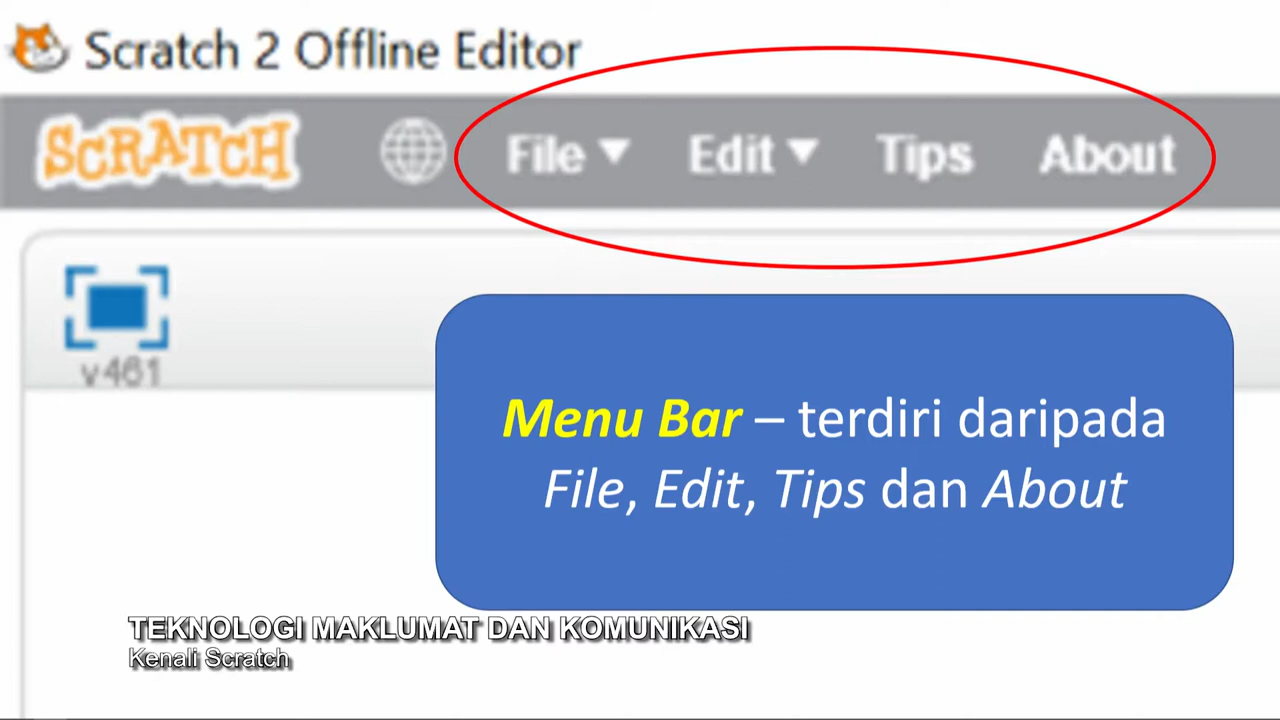 Scratch 2 Offline Editor
SCRATCH File Edit Tips About
v461
Menu Bar – terdiri daripada
File, Edit, Tips dan About
TEKNOLOGI MAKLUMAT DAN KOMUNIKASI
Kenali Scratch